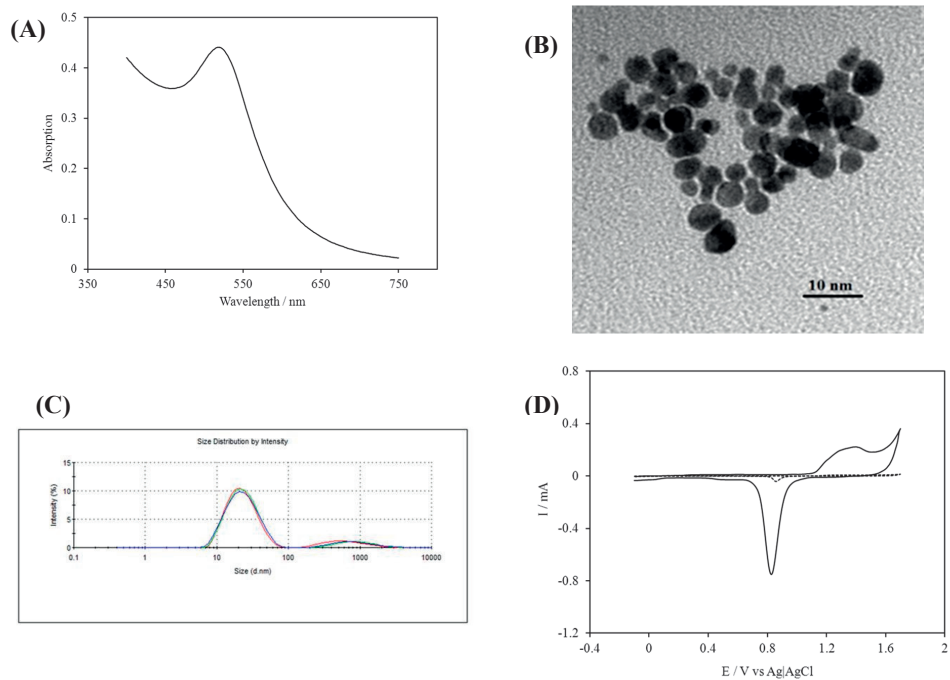 (A)
0.5
0.4
0.3
0.2
0.1
0
Absorption
350 450 550 650 750
Wavelength / nm
(B)
10 nm
(C)
Size Distribution by Intensity
15
10
5
0
Intensity (%)
0.1 1 10 100 1000 10000
Size (d.nm)
(D)
0.8
0.4
0
-0.4
-0.8
-1.2
I / mA
-0.4 0 0.4 0.8 1.2 1.6 2
E / V vs Ag|AgCl